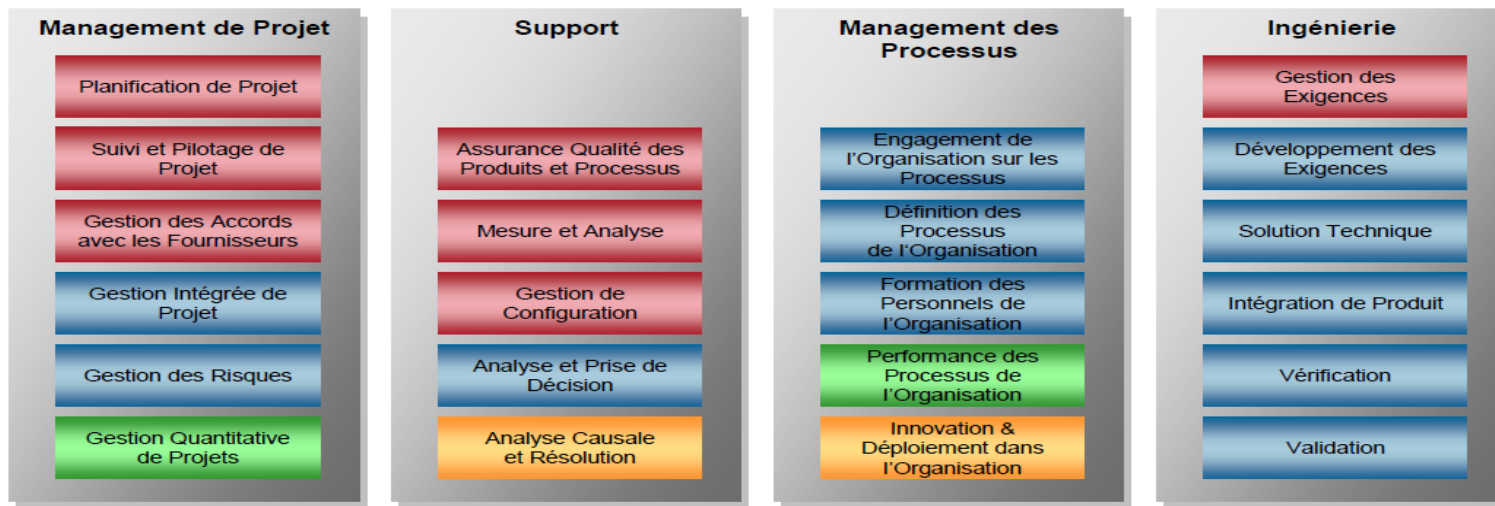 Management de Projet
Planification de Projet
Suivi et Pilotage de
Projet
Gestion des Accords
avec les Fournisseurs
Gestion Intégrée de
Projet
Gestion des Risques
Gestion Quantitative
de Projets
Support
Assurance Qualité des
Produits et Processus
Mesure et Analyse
Gestion de
Configuration
Analyse et Prise de
Décision
Analyse Causale
et Résolution
Management des
Processus
Engagement de
l’Organisation sur les
Processus
Définition des
Processus
de l‘Organisation
Formation des
Personnels de
l’Organisation
Performance des
Processus de
l’Organisation
Innovation &
Déploiement dans
l’Organisation
Ingénierie
Gestion des
Exigences
Développement des
Exigences
Solution Technique
Intégration de Produit
Vérification
Validation